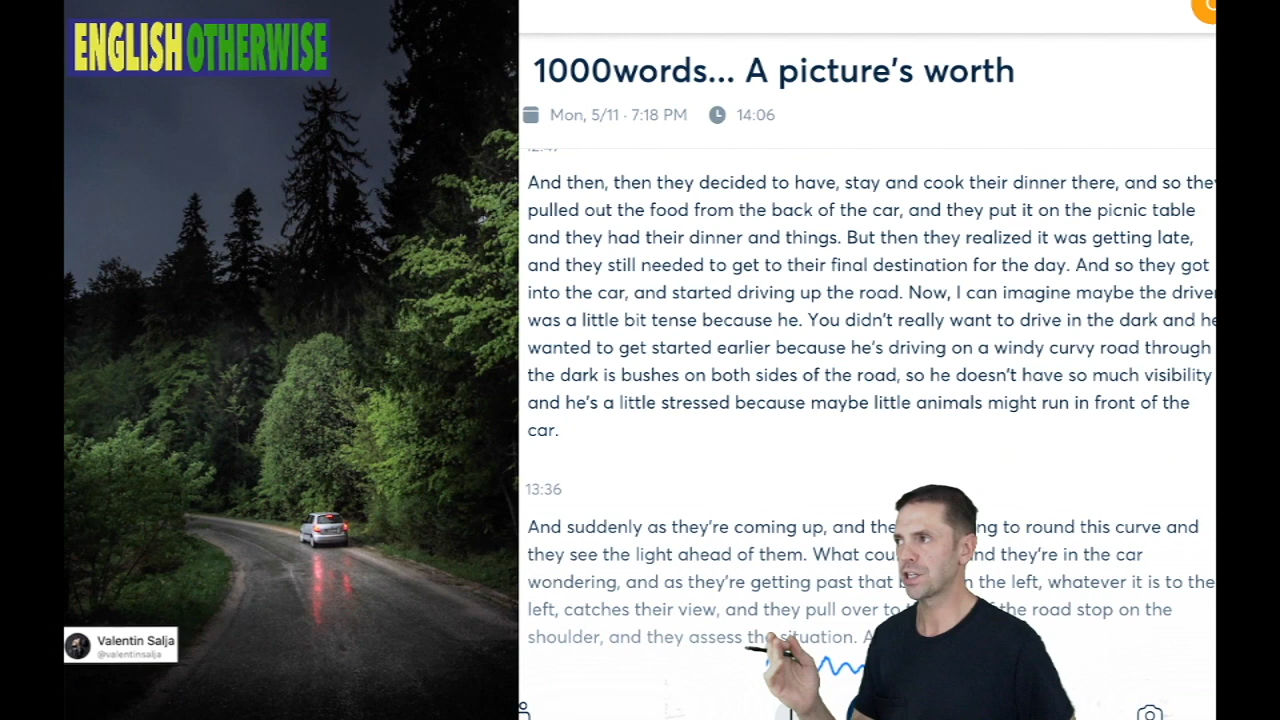 ENGLISH OTHERWISE
1000words... A picture's worth
Mon, 5/11 · 7:18 PM 14:06
And then, then they decided to have, stay and cook their dinner there, and so they
pulled out the food from the back of the car, and they put it on the picnic table
and they had their dinner and things. But then they realized it was getting late,
and they still needed to get to their final destination for the day. And so they got
into the car, and started driving up the road. Now, I can imagine maybe the driver
was a little bit tense because he. You didn't really want to drive in the dark and he
wanted to get started earlier because he's driving on a windy curvy road through
the dark is bushes on both sides of the road, so he doesn't have so much visibility
and he's a little stressed because maybe little animals might run in front of the
car.
13:36
And suddenly as they're coming up, and the to round this curve and
they see the light ahead of them. What they're in the car
wondering, and as they're getting past that the left, whatever it is to the
left, catches their view, and they pull over to the road stop on the
shoulder, and they assess the situation.
Valentin Salja
@valentinsalja